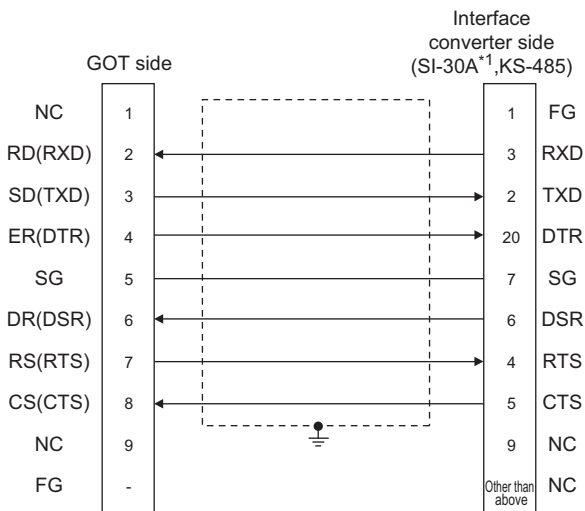 Interface
converter side
GOT side
(SI-30A*1,KS-485)
NC 1 1 FG
RD(RXD) 2 3 RXD
SD(TXD) 3 2 TXD
ER(DTR) 4 20 DTR
SG 5 7 SG
DR(DSR) 6 6 DSR
RS(RTS) 7 4 RTS
CS(CTS) 8 5 CTS
NC 9 9 NC
FG - Other than NC
above